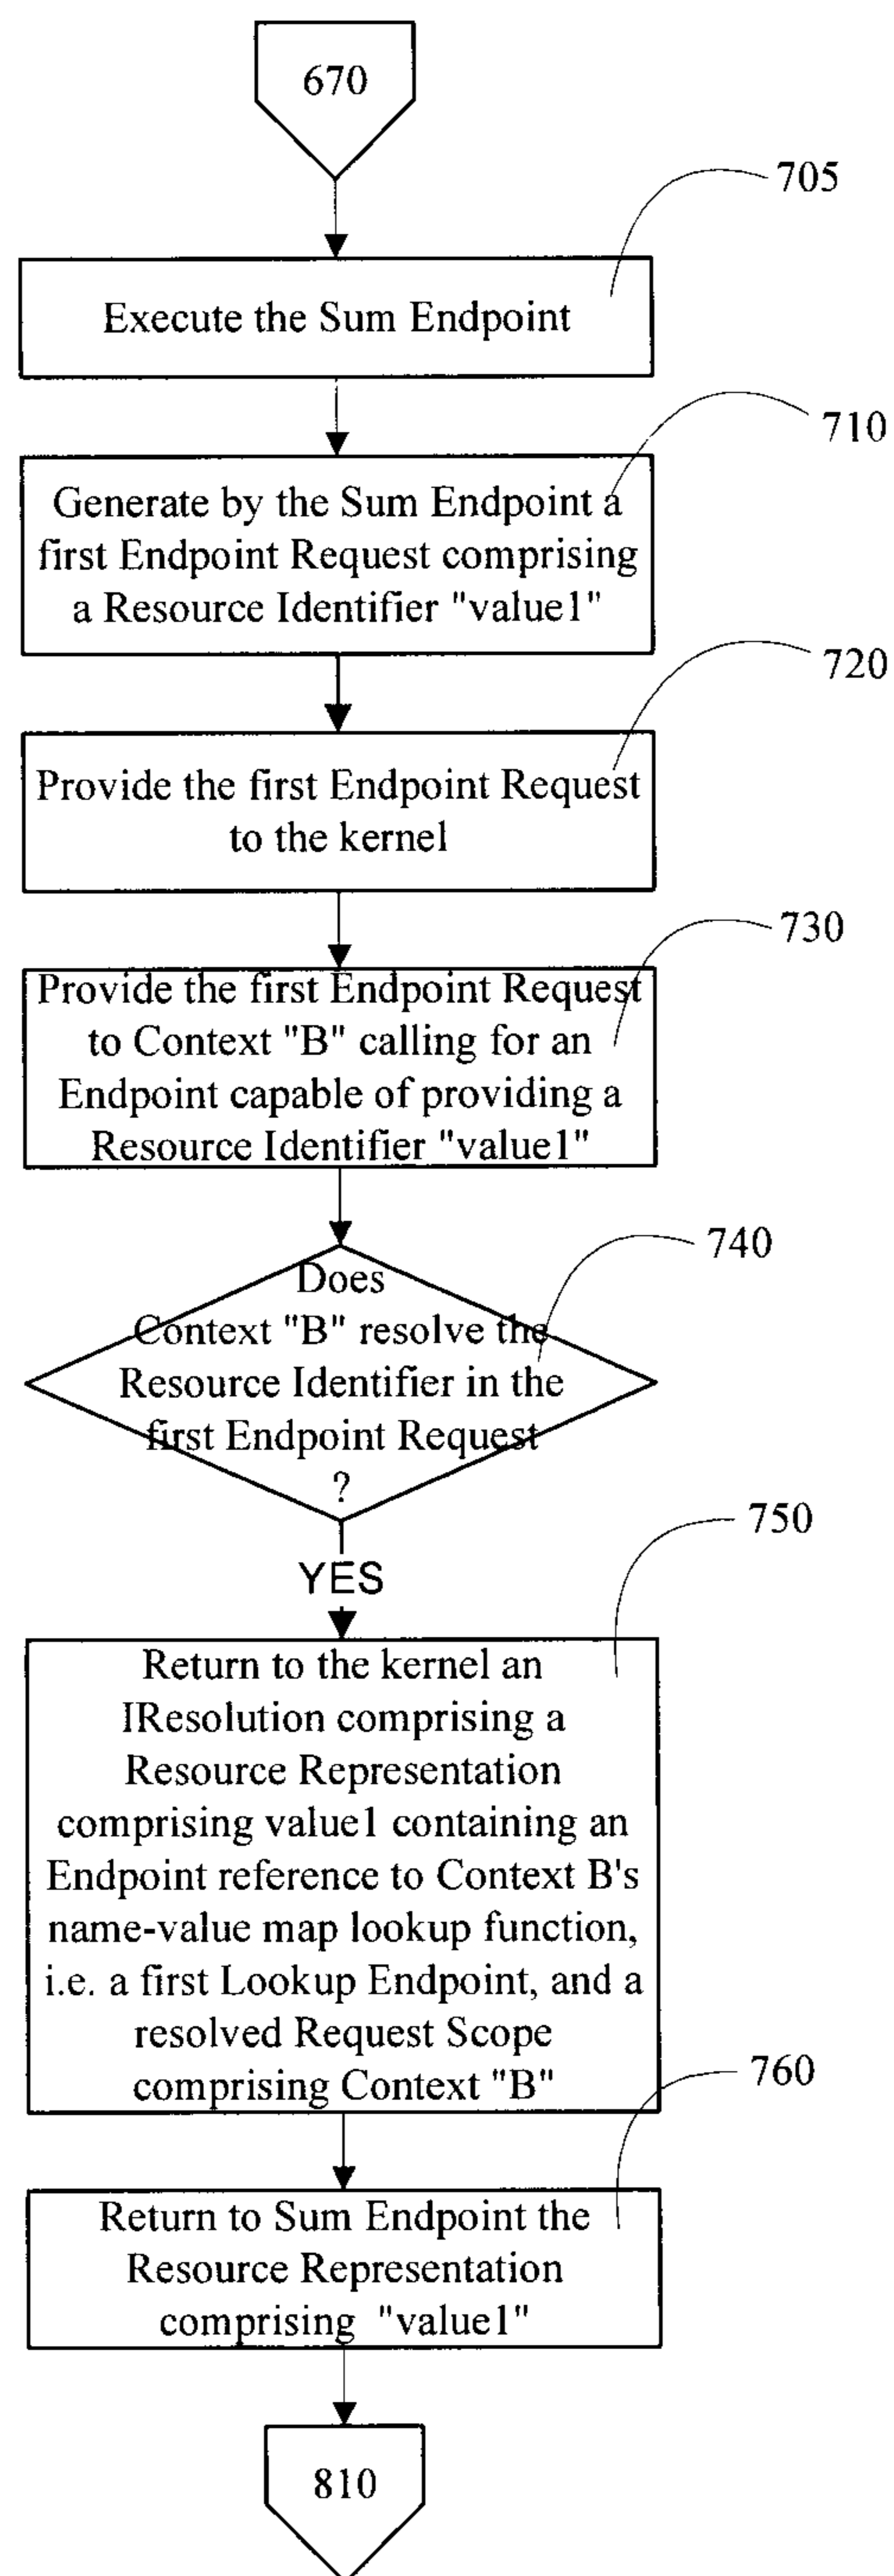 670
705
Execute the Sum Endpoint
710
Generate by the Sum Endpoint a
first Endpoint Request comprising
a Resource Identifier "value1"
720
Provide the first Endpoint Request
to the kernel
730
Provide the first Endpoint Request
to Context "B" calling for an
Endpoint capable of providing a
Resource Identifier "value1"
740
Does
Context "B" resolve the
Resource Identifier in the
first Endpoint Request
?
750
YES
Return to the kernel an
IResolution comprising a
Resource Representation
comprising value1 containing an
Endpoint reference to Context B's
name-value map lookup function,
i.e. a first Lookup Endpoint, and a
resolved Request Scope
comprising Context "B"
760
Return to Sum Endpoint the
Resource Representation
comprising "value1"
810